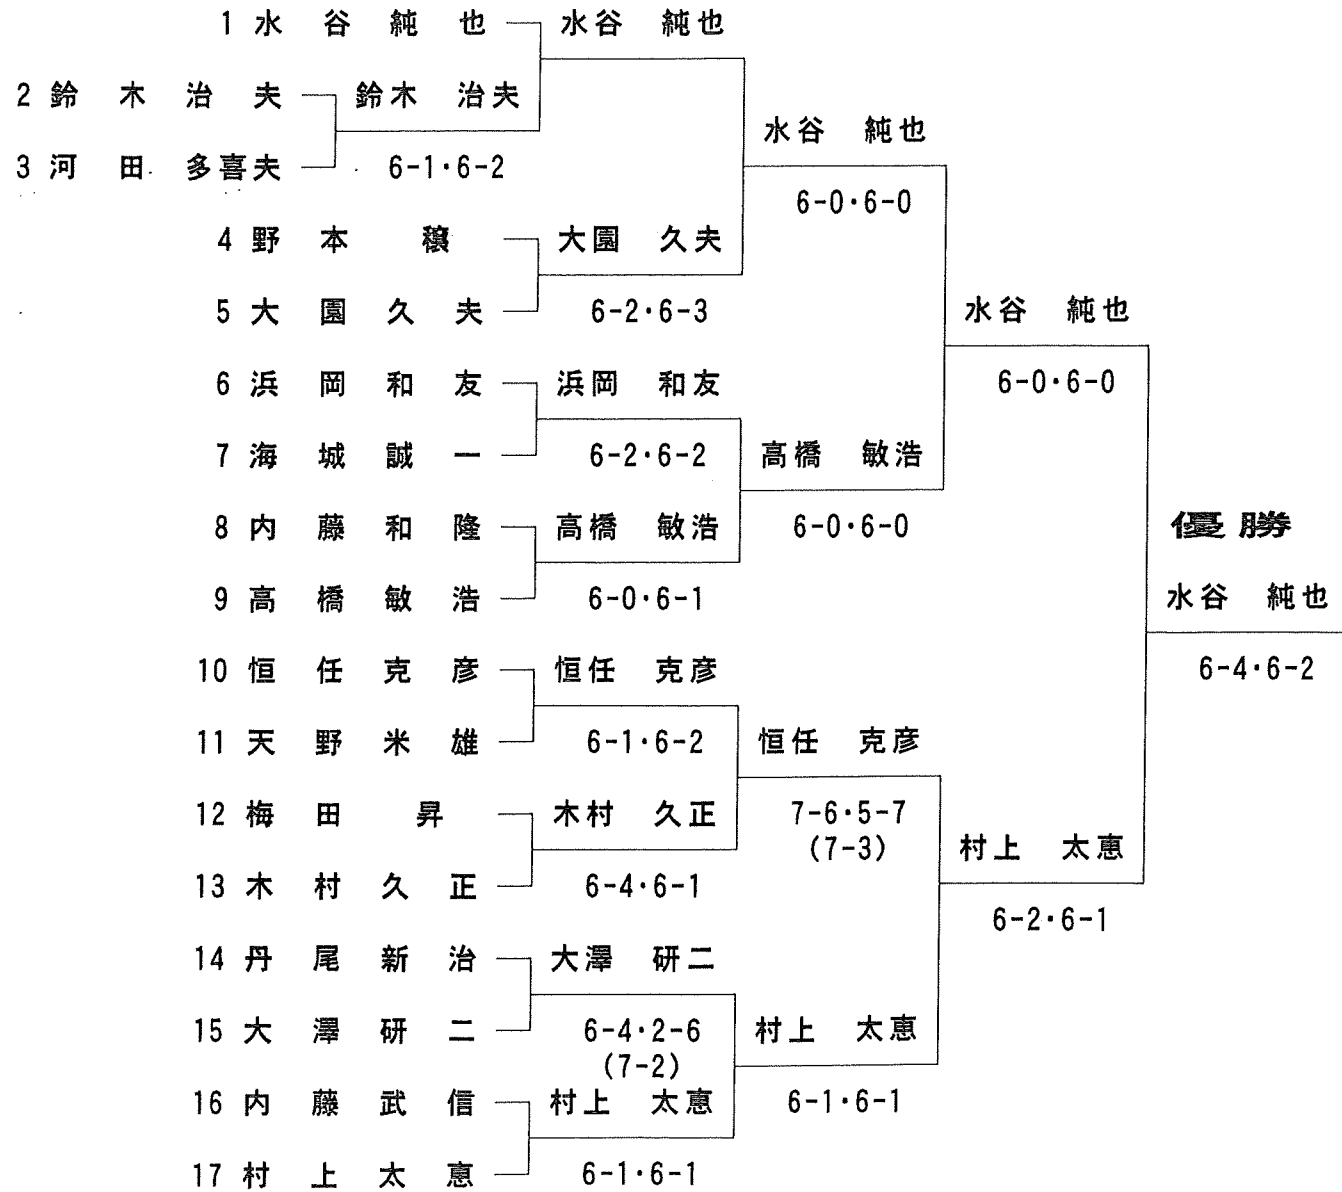 1 水谷純也 水谷 純也
2 鈴木治夫 鈴木 治夫
水谷 純也
3 河田多喜夫 6-1・6-2
6-0・6-0
4 野本穣 大園 久夫
5 大園久夫 6-2・6-3 水谷 純也
6 浜岡和友 浜岡 和友 6-0・6-0
7 海城誠一 6-2・6-2 高橋 敏浩
8 内藤和隆 高橋 敏浩 6-0・6-0 優勝
9 高橋敏浩 6-0・6-1 水谷 純也
10 恒任克彦 恒任 克彦 6-4・6-2
11 天野米雄 6-1・6-2 恒任 克彦
12 梅田昇 木村 久正 7-6・5-7
(7-3) 村上 太恵
13 木村久正 6-4・6-1
6-2・6-1
14 丹尾新治 大澤 研二
15 大澤研二 6-4・2-6 村上 太恵
(7-2)
16 内藤武信 村上 太恵 6-1・6-1
17 村上太恵 6-1・6-1